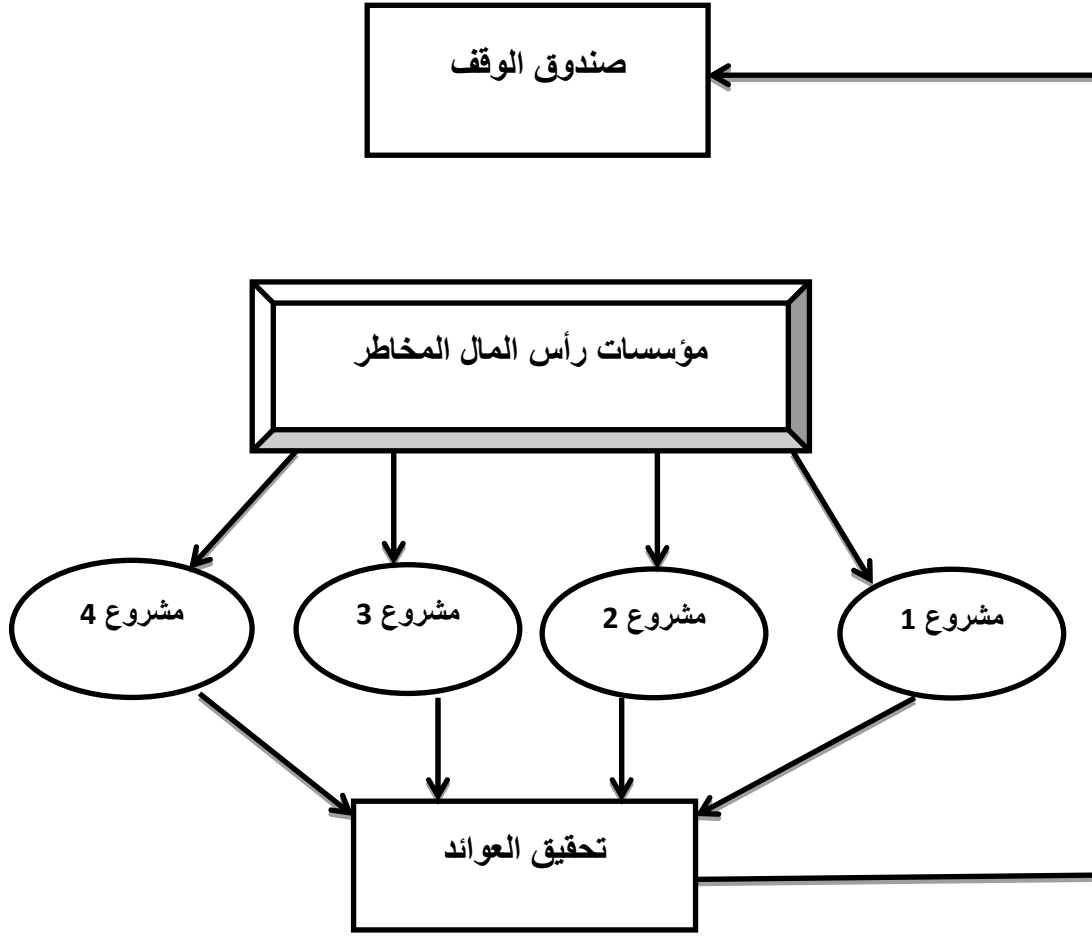 صندوق الوقف
مؤسسات رأس المال المخاطر
مشروع 1
مشروع 2
مشروع 3
مشروع 4
تحقيق العوائد